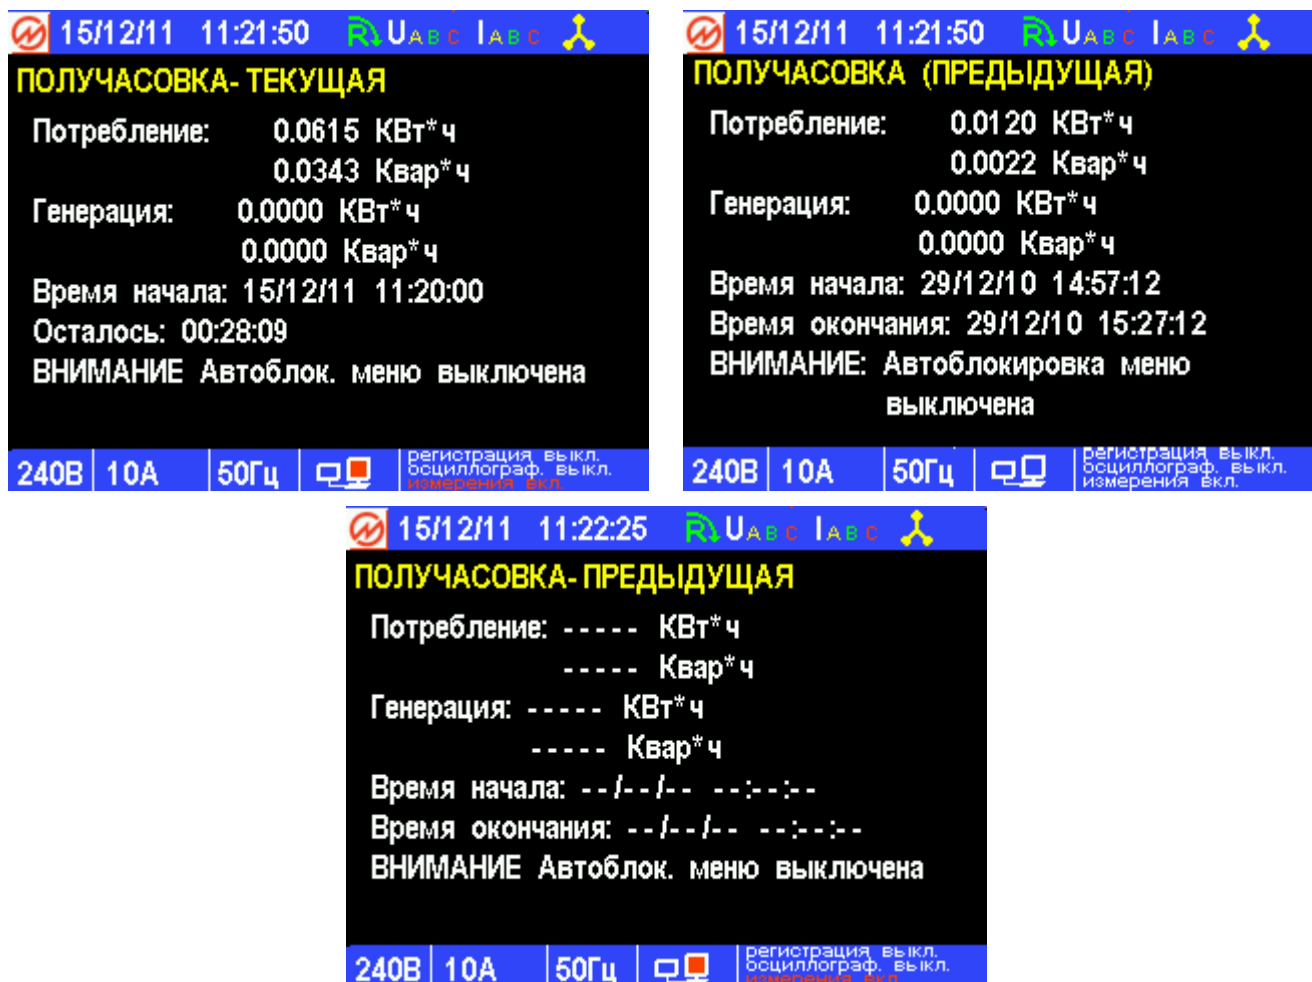 15/12/11 11:21:50 R UABC IABC
ПОЛУЧАСОВКА-ТЕКУЩАЯ
Потребление: 0.0615 КВт*ч
0.0343 Квар*ч
Генерация: 0.0000 КВт*ч
0.0000 Квар*ч
Время начала: 15/12/11 11:20:00
Осталось: 00:28:09
ВНИМАНИЕ Автоблок. меню выключена
240В 10А 50Гц
регистрация выкл.
осциллограф. выкл.
измерения вкл.
15/12/11 11:21:50 R UABC IABC
ПОЛУЧАСОВКА (ПРЕДЫДУЩАЯ)
Потребление: 0.0120 КВт*ч
0.0022 Квар*ч
Генерация: 0.0000 КВт*ч
0.0000 Квар*ч
Время начала: 29/12/10 14:57:12
Время окончания: 29/12/10 15:27:12
ВНИМАНИЕ: Автоблокировка меню
выключена
240В 10А 50Гц
регистрация выкл.
осциллограф. выкл.
измерения вкл.
15/12/11 11:22:25 R UABC IABC
ПОЛУЧАСОВКА-ПРЕДЫДУЩАЯ
Потребление: ----- КВт*ч
----- Квар*ч
Генерация: ----- КВт*ч
----- Квар*ч
Время начала: --/--/-- --:--:--
Время окончания: --/--/-- --:--:--
ВНИМАНИЕ Автоблок. меню выключена
240В 10А 50Гц
регистрация выкл.
осциллограф. выкл.
измерения вкл